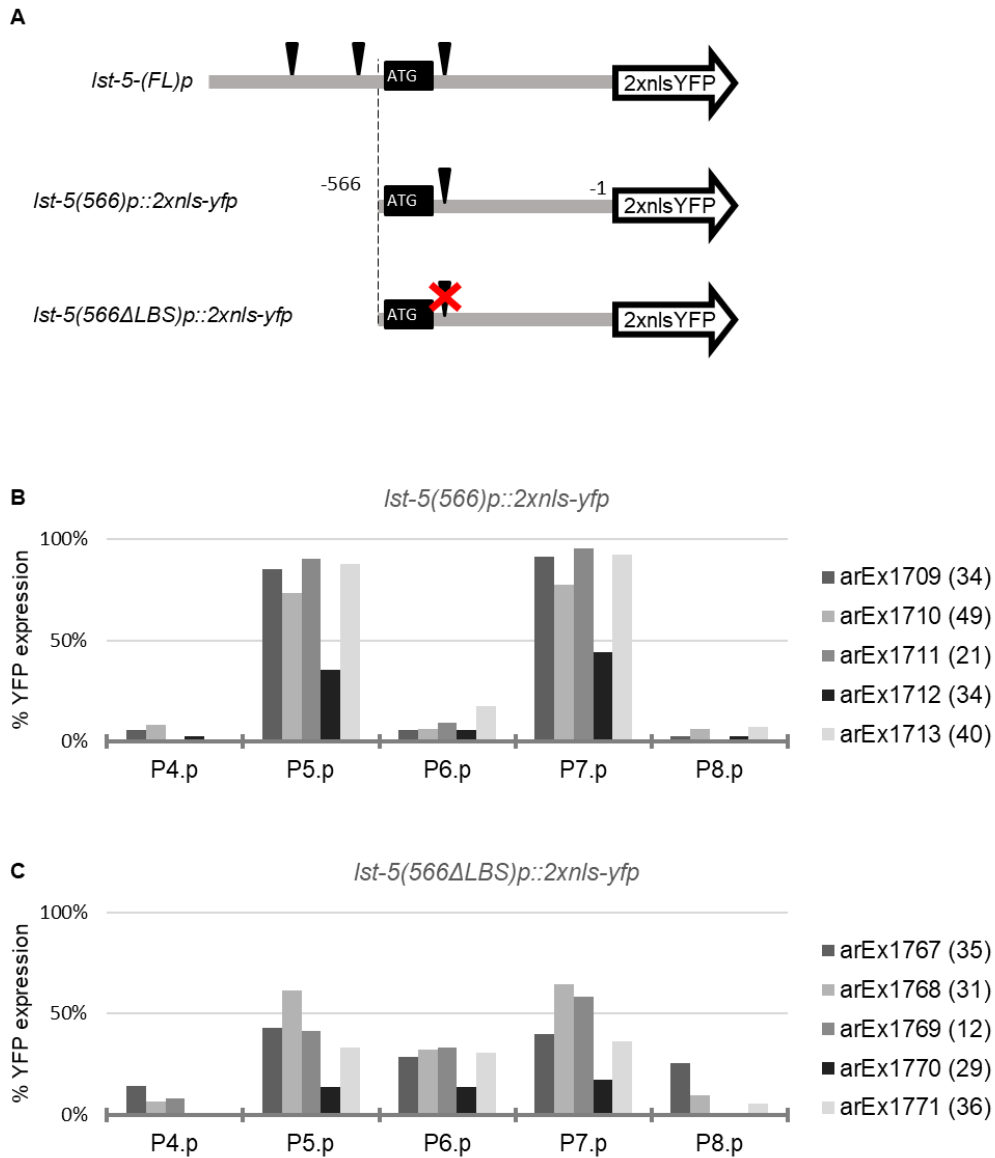 A
lst-5-(FL)p
ATG
2xnlsYFP
-566
-1
lst-5(566)p::2xnls-yfp
ATG
2xnlsYFP
lst-5(566ΔLBS)p::2xnls-yfp
ATG
2xnlsYFP
B
lst-5(566)p::2xnls-yfp
% YFP expression
100%
50%
0%
P4.p P5.p P6.p P7.p P8.p
arEx1709 (34)
arEx1710 (49)
arEx1711 (21)
arEx1712 (34)
arEx1713 (40)
C
lst-5(566ΔLBS)p::2xnls-yfp
% YFP expression
100%
50%
0%
P4.p P5.p P6.p P7.p P8.p
arEx1767 (35)
arEx1768 (31)
arEx1769 (12)
arEx1770 (29)
arEx1771 (36)